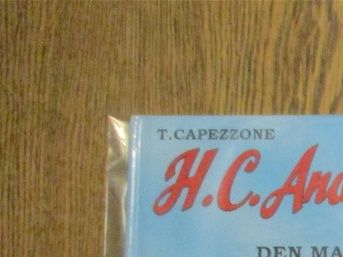 T. CAPEZZONE
H.C. And
DEN MA